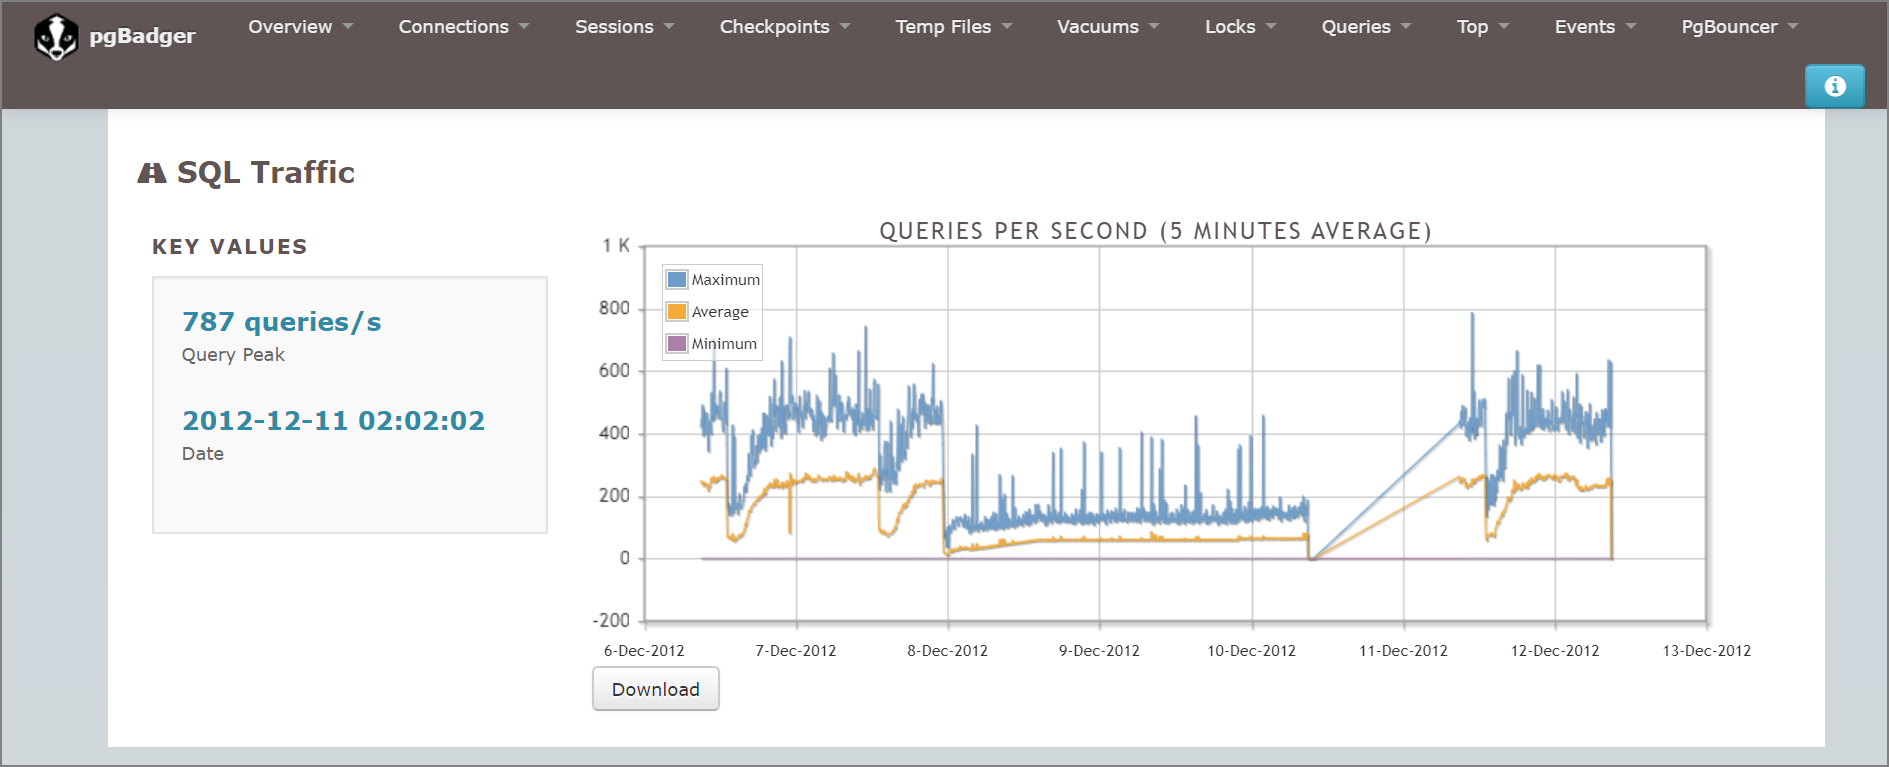 pgBadger
Overview Connections Sessions Checkpoints Temp Files Vacuums Locks Queries Top Events PgBouncer
SQL Traffic
KEY VALUES
787 queries/s
Query Peak
2012-12-11 02:02:02
Date
QUERIES PER SECOND (5 MINUTES AVERAGE)
1 K
800
600
400
200
0
-200
Maximum
Average
Minimum
6-Dec-2012 7-Dec-2012 8-Dec-2012 9-Dec-2012 10-Dec-2012 11-Dec-2012 12-Dec-2012 13-Dec-2012
Download